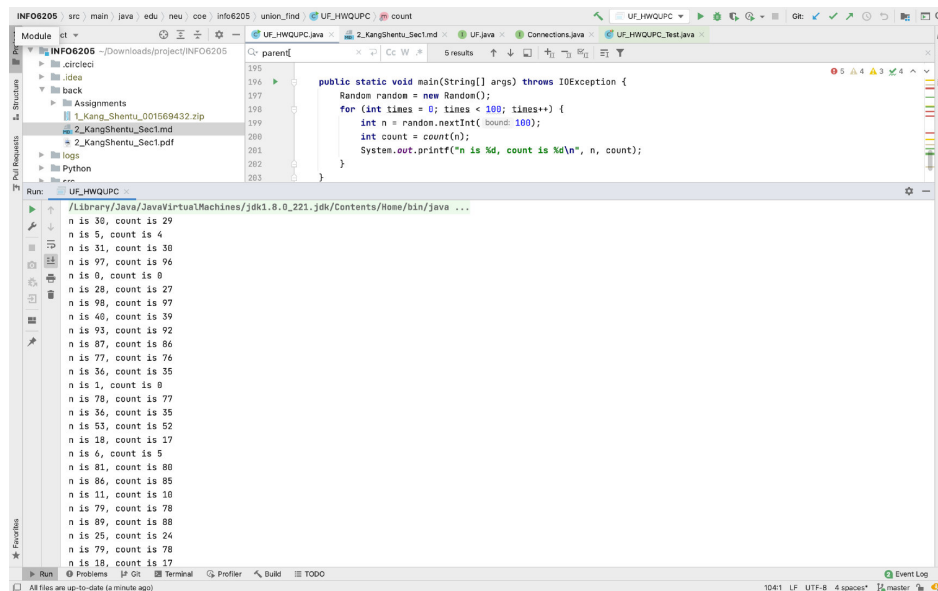 INFO6205 〉 src 〉 main 〉 java 〉 edu 〉 neu 〉 coe 〉 info6205 〉 union_find 〉 UF_HWQUPC 〉 count
UF_HWQUPC
Git:
Module
ct
UF_HWQUPC.java
2_KangShentu_Sec1.md
UF.java
Connections.java
UF_HWQUPC_Test.java
INFO6205 ~/Downloads/project/INFO6205
.circleci
.idea
back
Assignments
1_Kang_Shentu_001569432.zip
2_KangShentu_Sec1.md
2_KangShentu_Sec1.pdf
logs
Python
Structure
Pull Requests
parent[
Cc W .*
5 results
5 4 3 4
195
196 public static void main(String[] args) throws IOException {
197 Random random = new Random();
198 for (int times = 0; times < 100; times++) {
199 int n = random.nextInt( bound: 100);
200 int count = count(n);
201 System.out.printf("n is %d, count is %d\n", n, count);
202 }
203 }
Run: UF_HWQUPC
/Library/Java/JavaVirtualMachines/jdk1.8.0_221.jdk/Contents/Home/bin/java ...
n is 30, count is 29
n is 5, count is 4
n is 31, count is 30
n is 97, count is 96
n is 0, count is 0
n is 28, count is 27
n is 98, count is 97
n is 40, count is 39
n is 93, count is 92
n is 87, count is 86
n is 77, count is 76
n is 36, count is 35
n is 1, count is 0
n is 78, count is 77
n is 36, count is 35
n is 53, count is 52
n is 18, count is 17
n is 6, count is 5
n is 81, count is 80
n is 86, count is 85
n is 11, count is 10
n is 79, count is 78
n is 89, count is 88
n is 25, count is 24
n is 79, count is 78
n is 18, count is 17
Favorites
Run Problems Git Terminal Profiler Build TODO Event Log
All files are up-to-date (a minute ago) 104:1 LF UTF-8 4 spaces* master